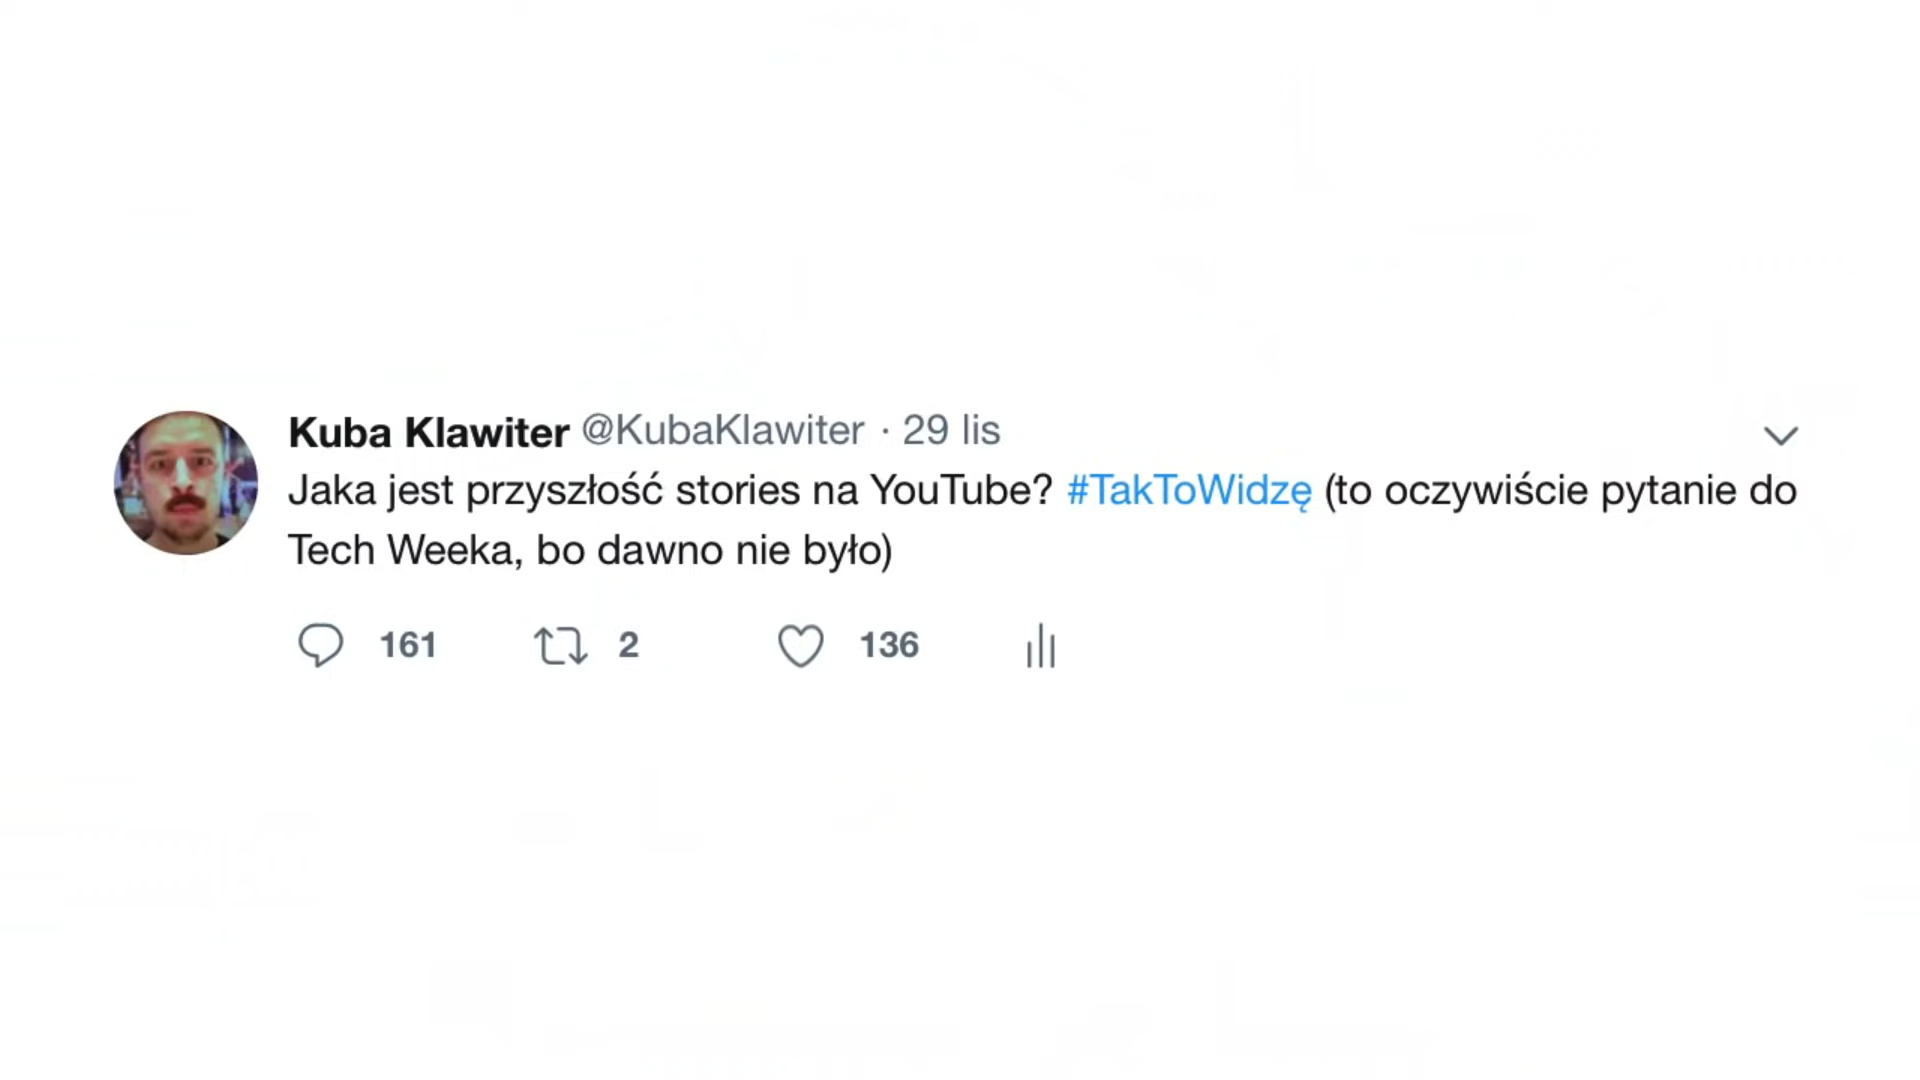 Kuba Klawiter @KubaKlawiter · 29 lis
Jaka jest przyszłość stories na YouTube? #TakToWidzę (to oczywiście pytanie do
Tech Weeka, bo dawno nie było)
161 2 136